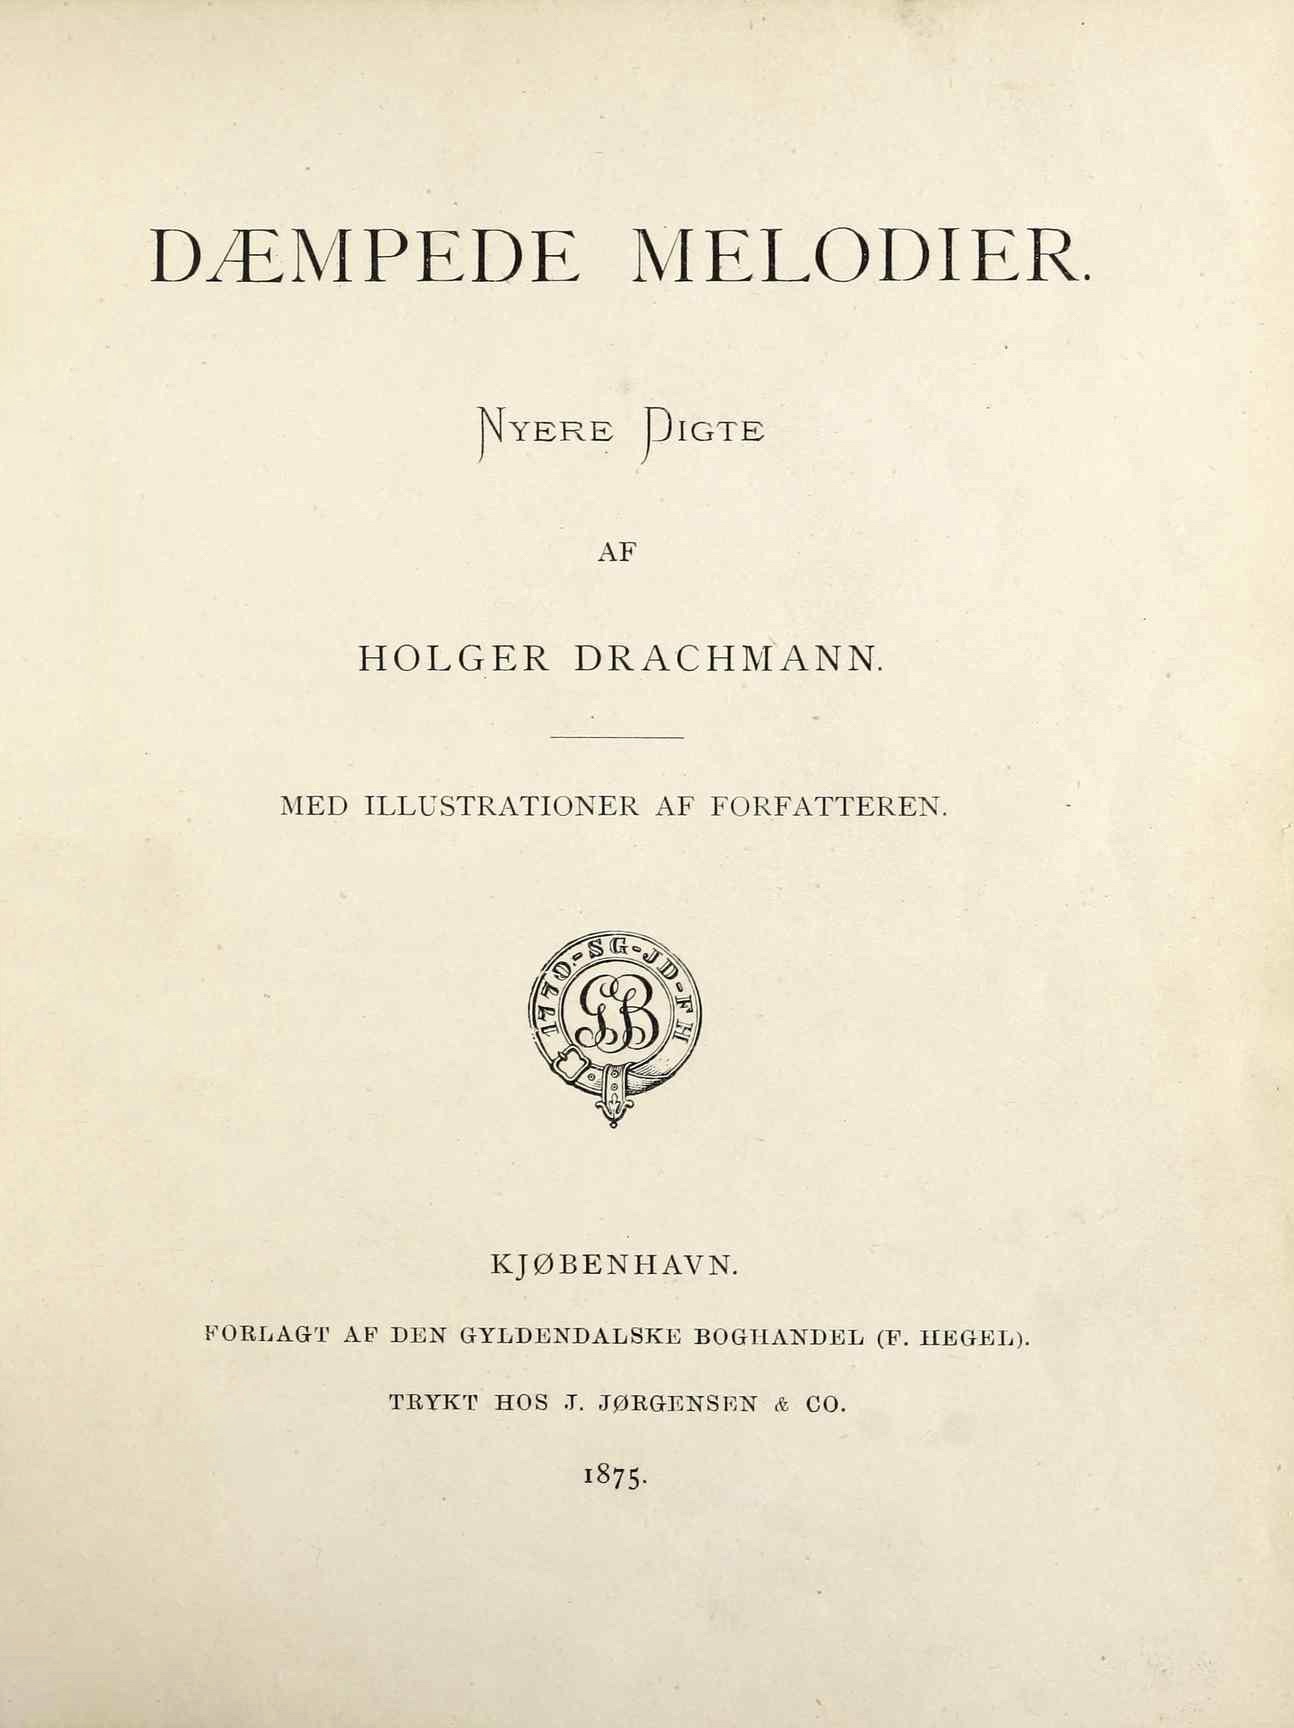 DÆMPEDE MELODIER.
NYERE DIGTE
AF
HOLGER DRACHMANN.
MED ILLUSTRATIONER AF FORFATTEREN.
1770.-SG-JD-FH
GB
KJØBENHAVN.
FORLAGT AF DEN GYLDENDALSKE BOGHANDEL (F. HEGEL).
TRYKT HOS J. JØRGENSEN & CO.
1875.